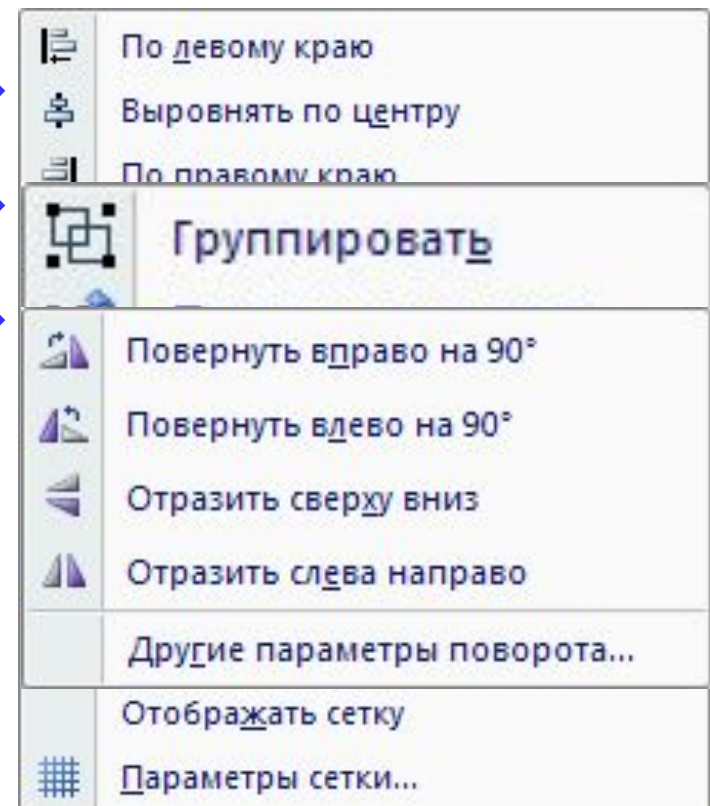 По левому краю
Выровнять по центру
По правому краю
Группировать
Повернуть вправо на 90°
Повернуть влево на 90°
Отразить сверху вниз
Отразить слева направо
Другие параметры поворота...
Отображать сетку
Параметры сетки...